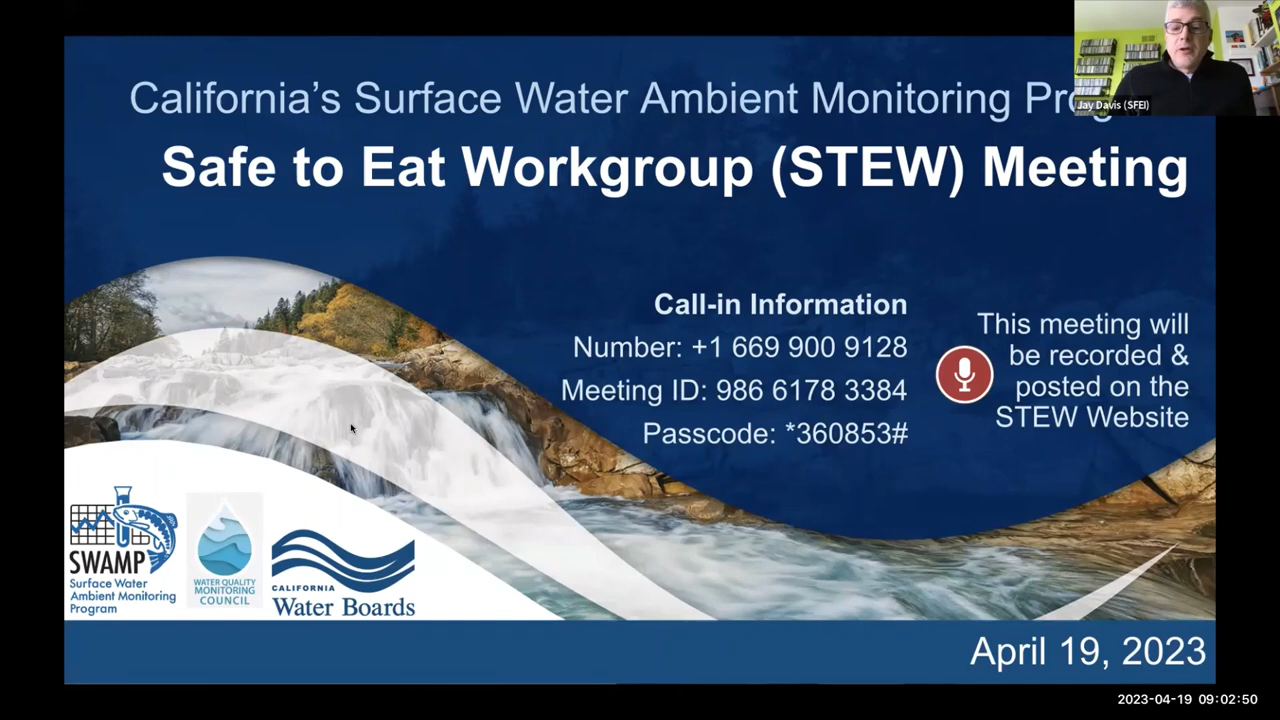 California's Surface Water Ambient Monitoring Prog
Jay Davis (SFEI)
Safe to Eat Workgroup (STEW) Meeting
Call-in Information
Number: +1 669 900 9128
Meeting ID: 986 6178 3384
Passcode: *360853#
This meeting will
be recorded &
posted on the
STEW Website
SWAMP
Surface Water
Ambient Monitoring
Program
WATER QUALITY
MONITORING
COUNCIL
CALIFORNIA
Water Boards
April 19, 2023
2023-04-19 09:02:50